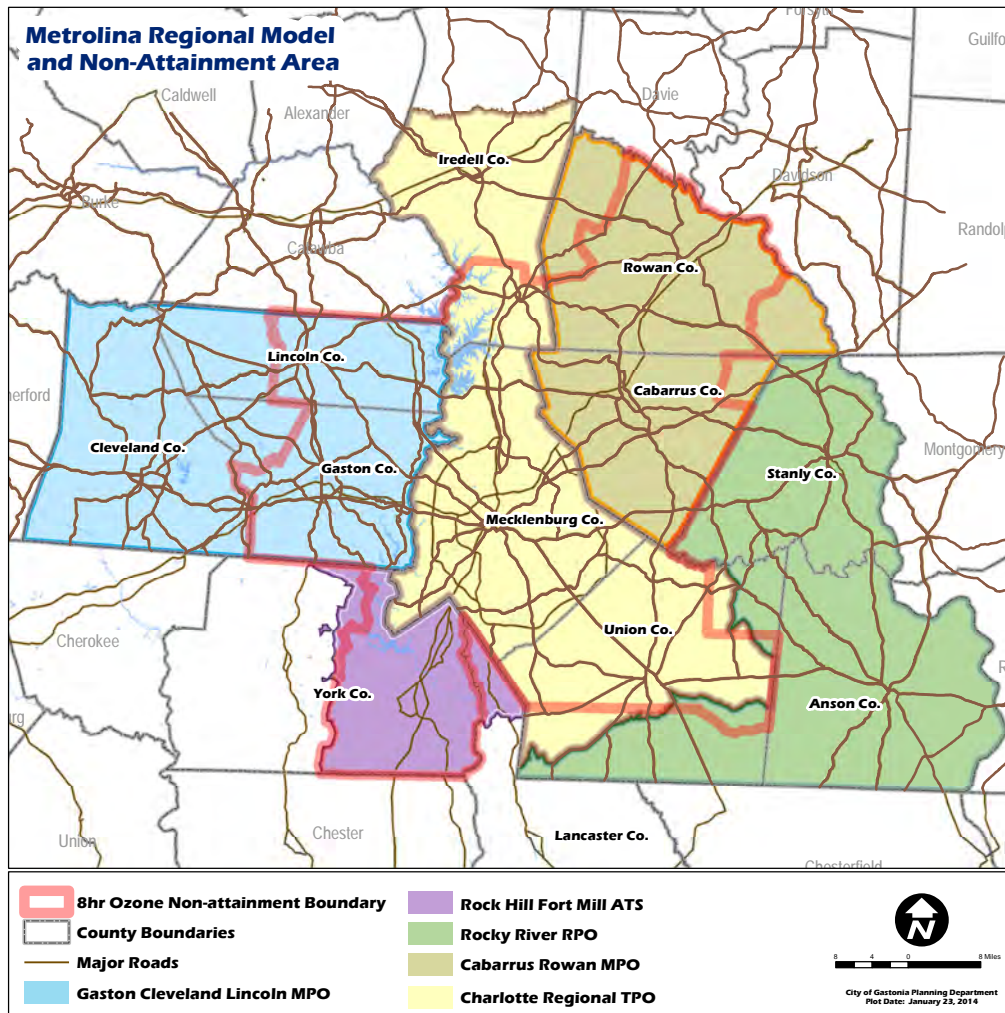 Metrolina Regional Model
and Non-Attainment Area
Forsyth
Guilfo
Caldwell
Alexander
Davie
Iredell Co.
Davidson
Burke
Randolp
Catawba
Rowan Co.
Lincoln Co.
Cabarrus Co.
herford
Cleveland Co.
Gaston Co.
Montgomery
Stanly Co.
Mecklenburg Co.
Union Co.
Cherokee
R
York Co.
Anson Co.
urg
Union
Chester
Lancaster Co.
Chesterfield
8hr Ozone Non-attainment Boundary
County Boundaries
Major Roads
Gaston Cleveland Lincoln MPO
Rock Hill Fort Mill ATS
Rocky River RPO
Cabarrus Rowan MPO
Charlotte Regional TPO
N
8 4 0 8 Miles
City of Gastonia Planning Department
Plot Date: January 23, 2014